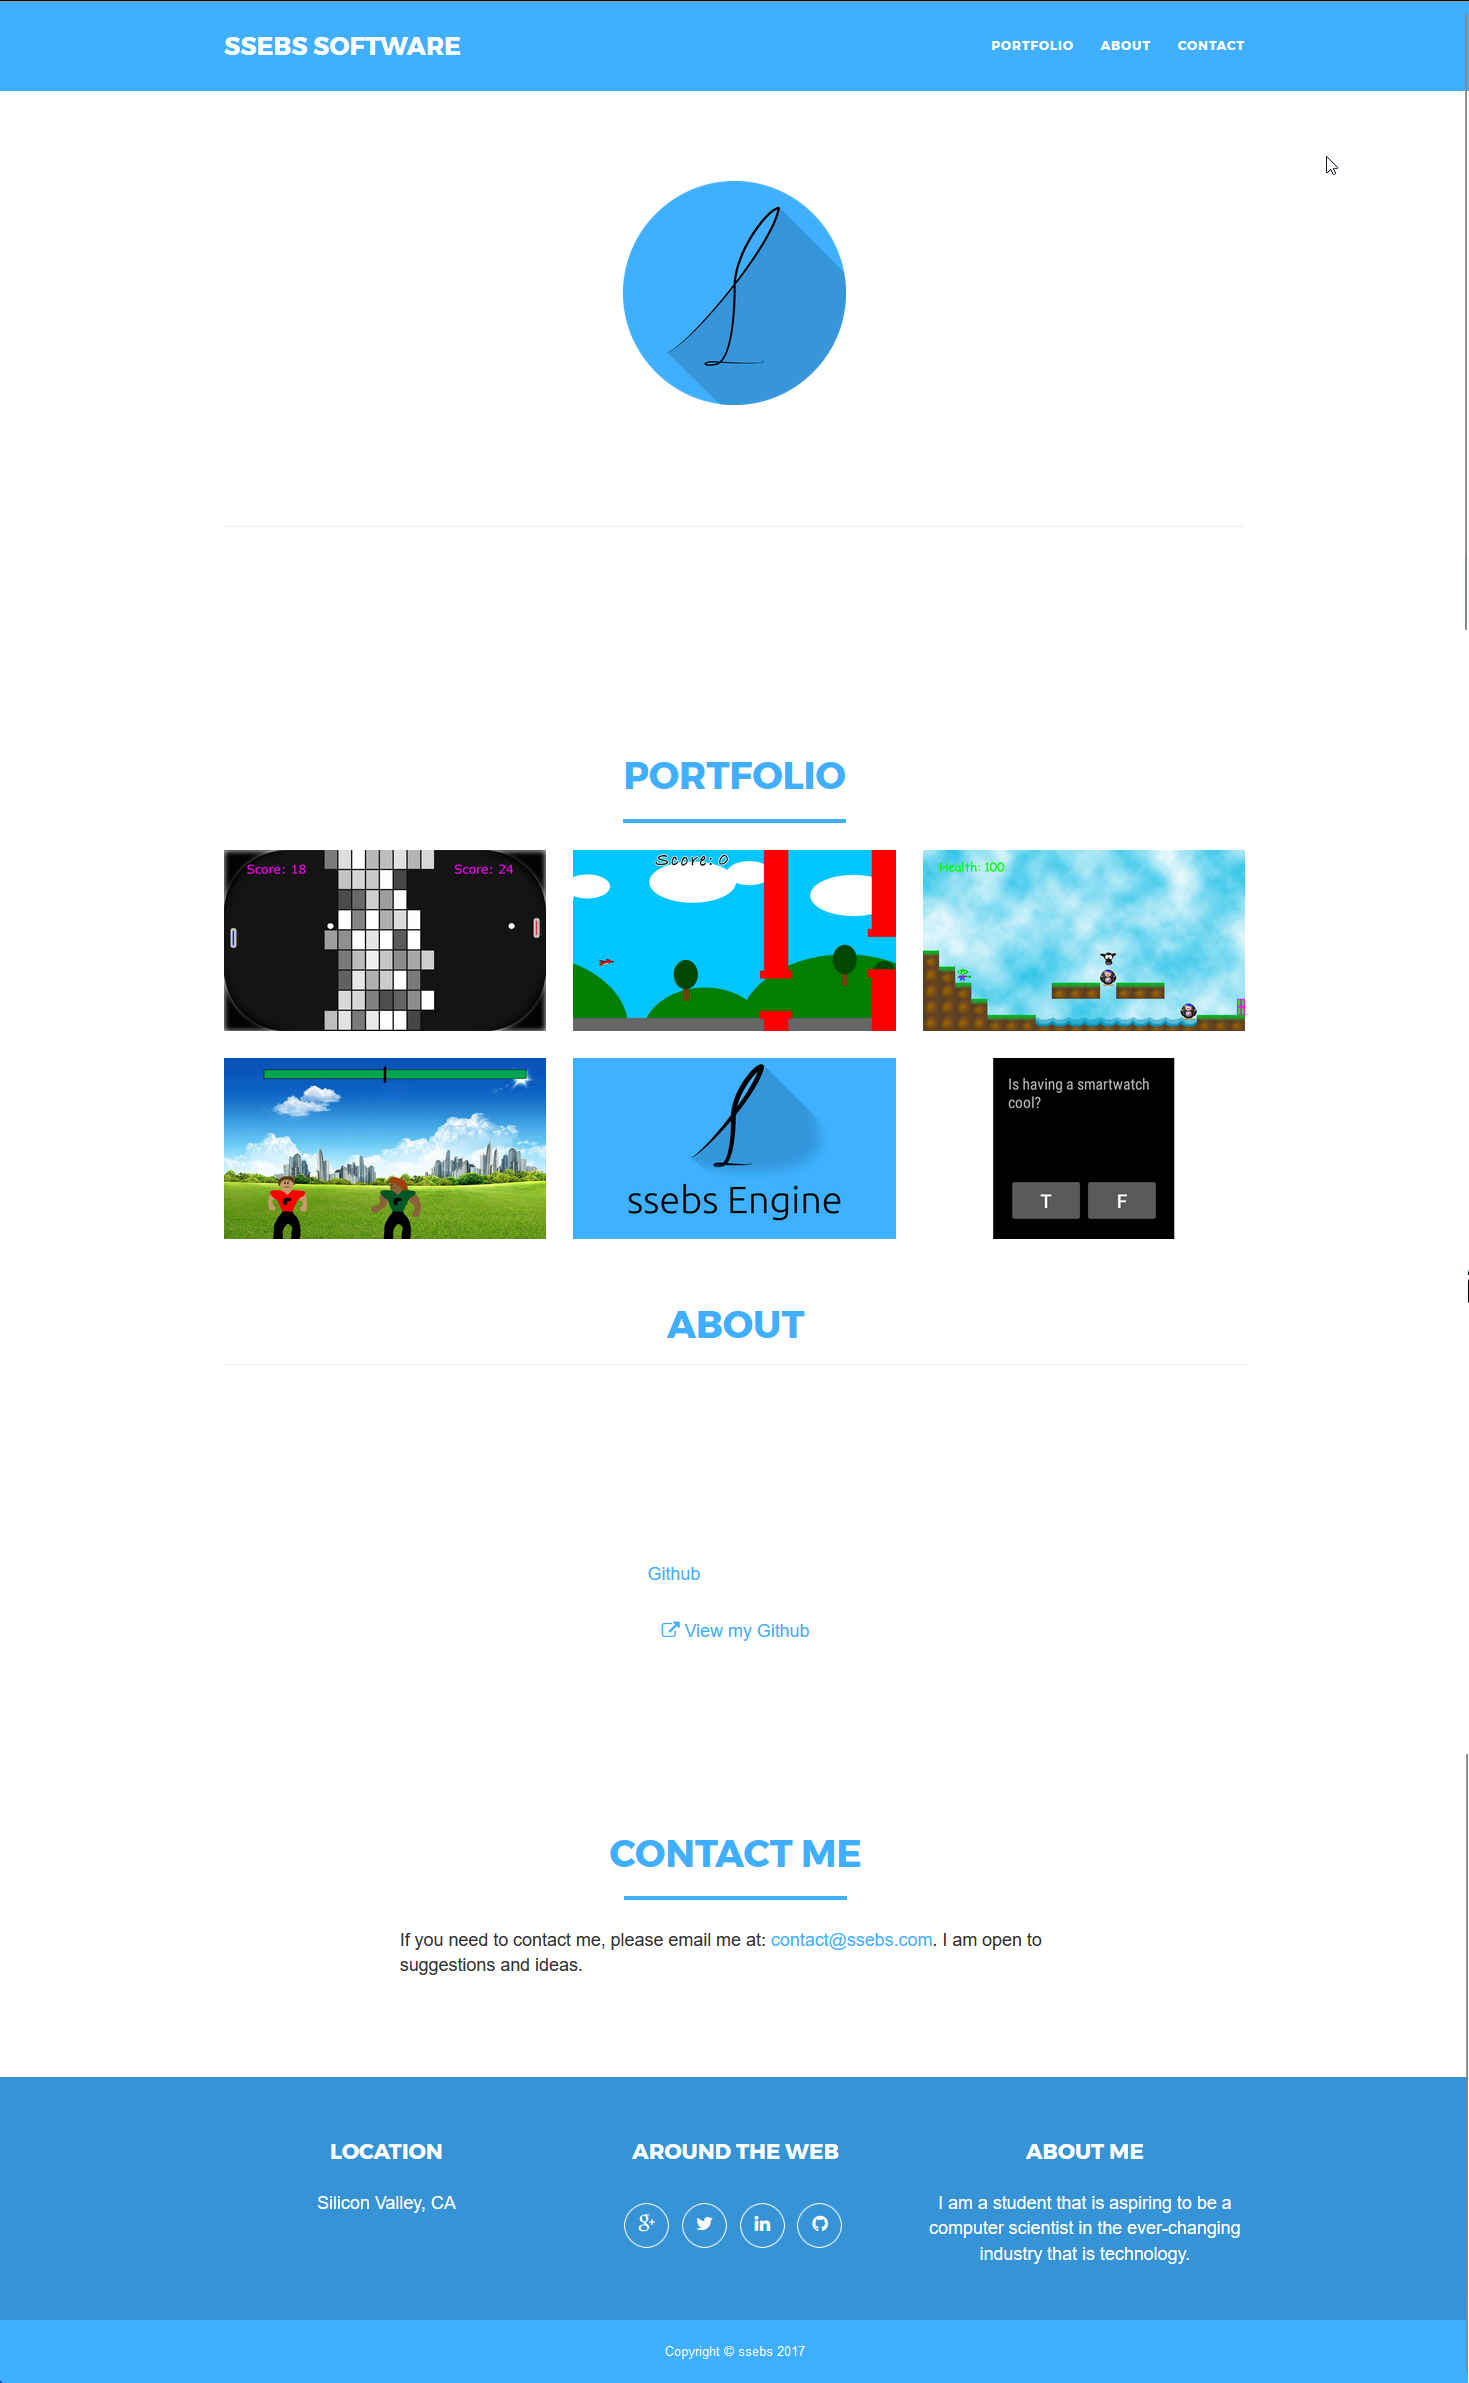 SSEBS SOFTWARE
PORTFOLIO ABOUT CONTACT
PORTFOLIO
Score: 18 Score: 24
Score: 0
Health: 100
ssebs Engine
Is having a smartwatch
cool?
T F
ABOUT
Github
View my Github
CONTACT ME
If you need to contact me, please email me at: contact@ssebs.com. I am open to
suggestions and ideas.
LOCATION
Silicon Valley, CA
AROUND THE WEB
g+
in
ABOUT ME
I am a student that is aspiring to be a
computer scientist in the ever-changing
industry that is technology.
Copyright © ssebs 2017